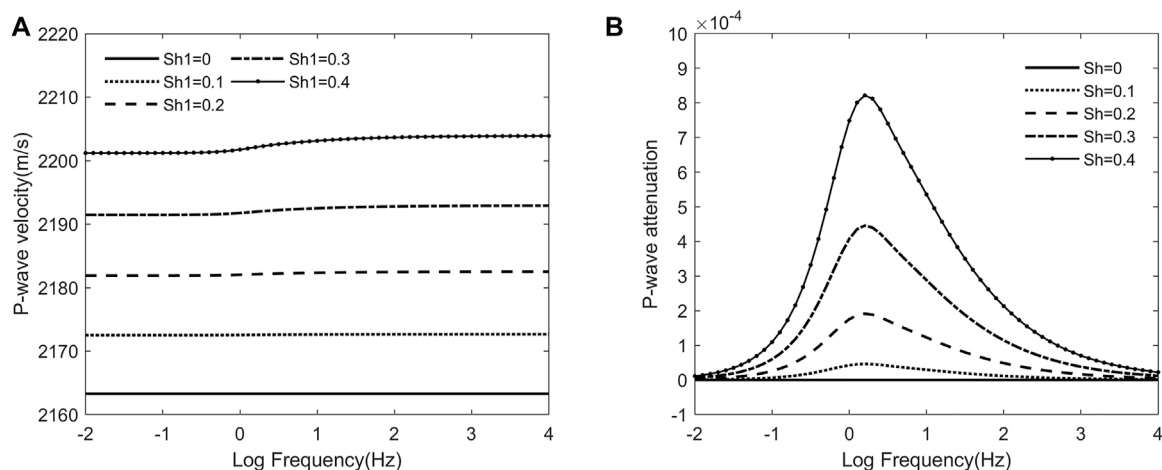 A
2220
2210
2200
2190
2180
2170
2160
-2
-1
0
1
2
3
4
P-wave velocity(m/s)
Log Frequency(Hz)
Sh1=0
Sh1=0.1
Sh1=0.2
Sh1=0.3
Sh1=0.4
B
×10-4
10
9
8
7
6
5
4
3
2
1
0
-1
-2
-1
0
1
2
3
4
P-wave attenuation
Log Frequency(Hz)
Sh=0
Sh=0.1
Sh=0.2
Sh=0.3
Sh=0.4